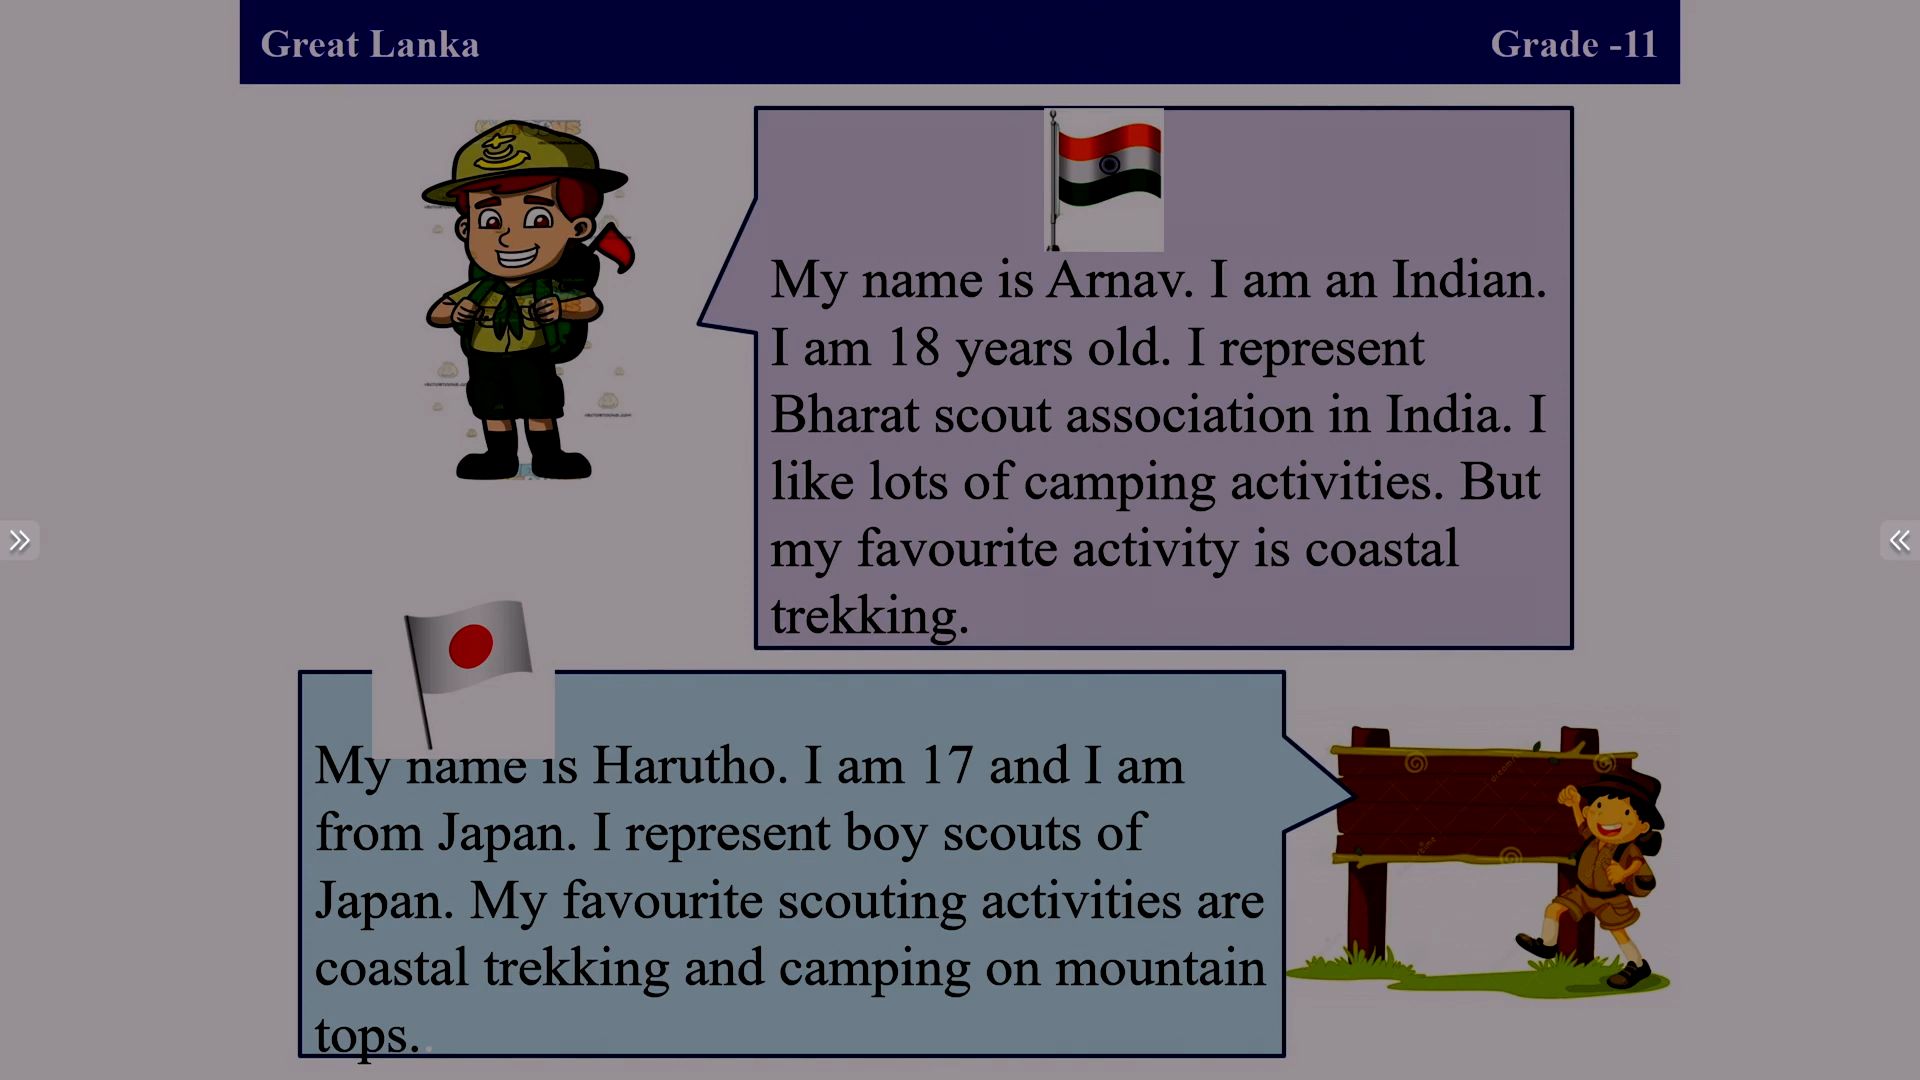 Great Lanka
Grade -11
My name is Arnav. I am an Indian.
I am 18 years old. I represent
Bharat scout association in India. I
like lots of camping activities. But
my favourite activity is coastal
trekking.
My name is Harutho. I am 17 and I am
from Japan. I represent boy scouts of
Japan. My favourite scouting activities are
coastal trekking and camping on mountain
tops..